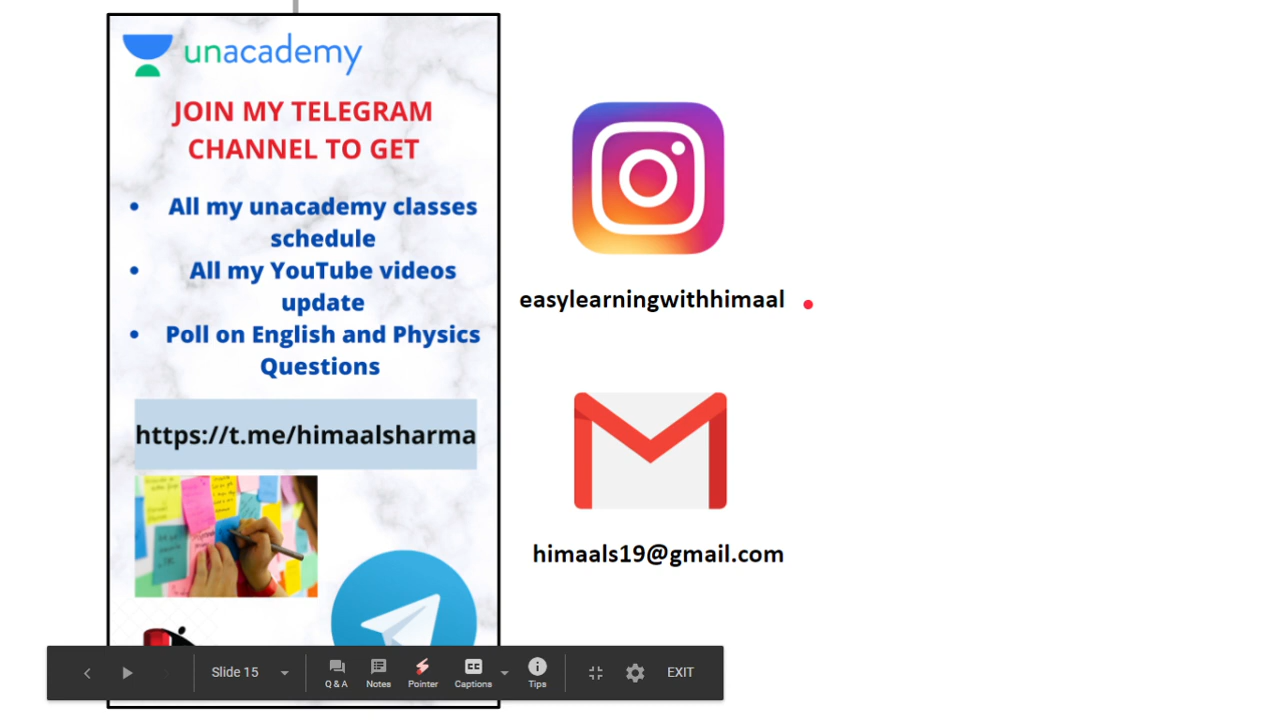 unacademy
JOIN MY TELEGRAM
CHANNEL TO GET
• All my unacademy classes
schedule
• All my YouTube videos
update
• Poll on English and Physics
Questions
https://t.me/himaalsharma
easylearningwithhimaal
himaals19@gmail.com
Slide 15
Q & A
Notes
Pointer
CC
Captions
Tips
EXIT